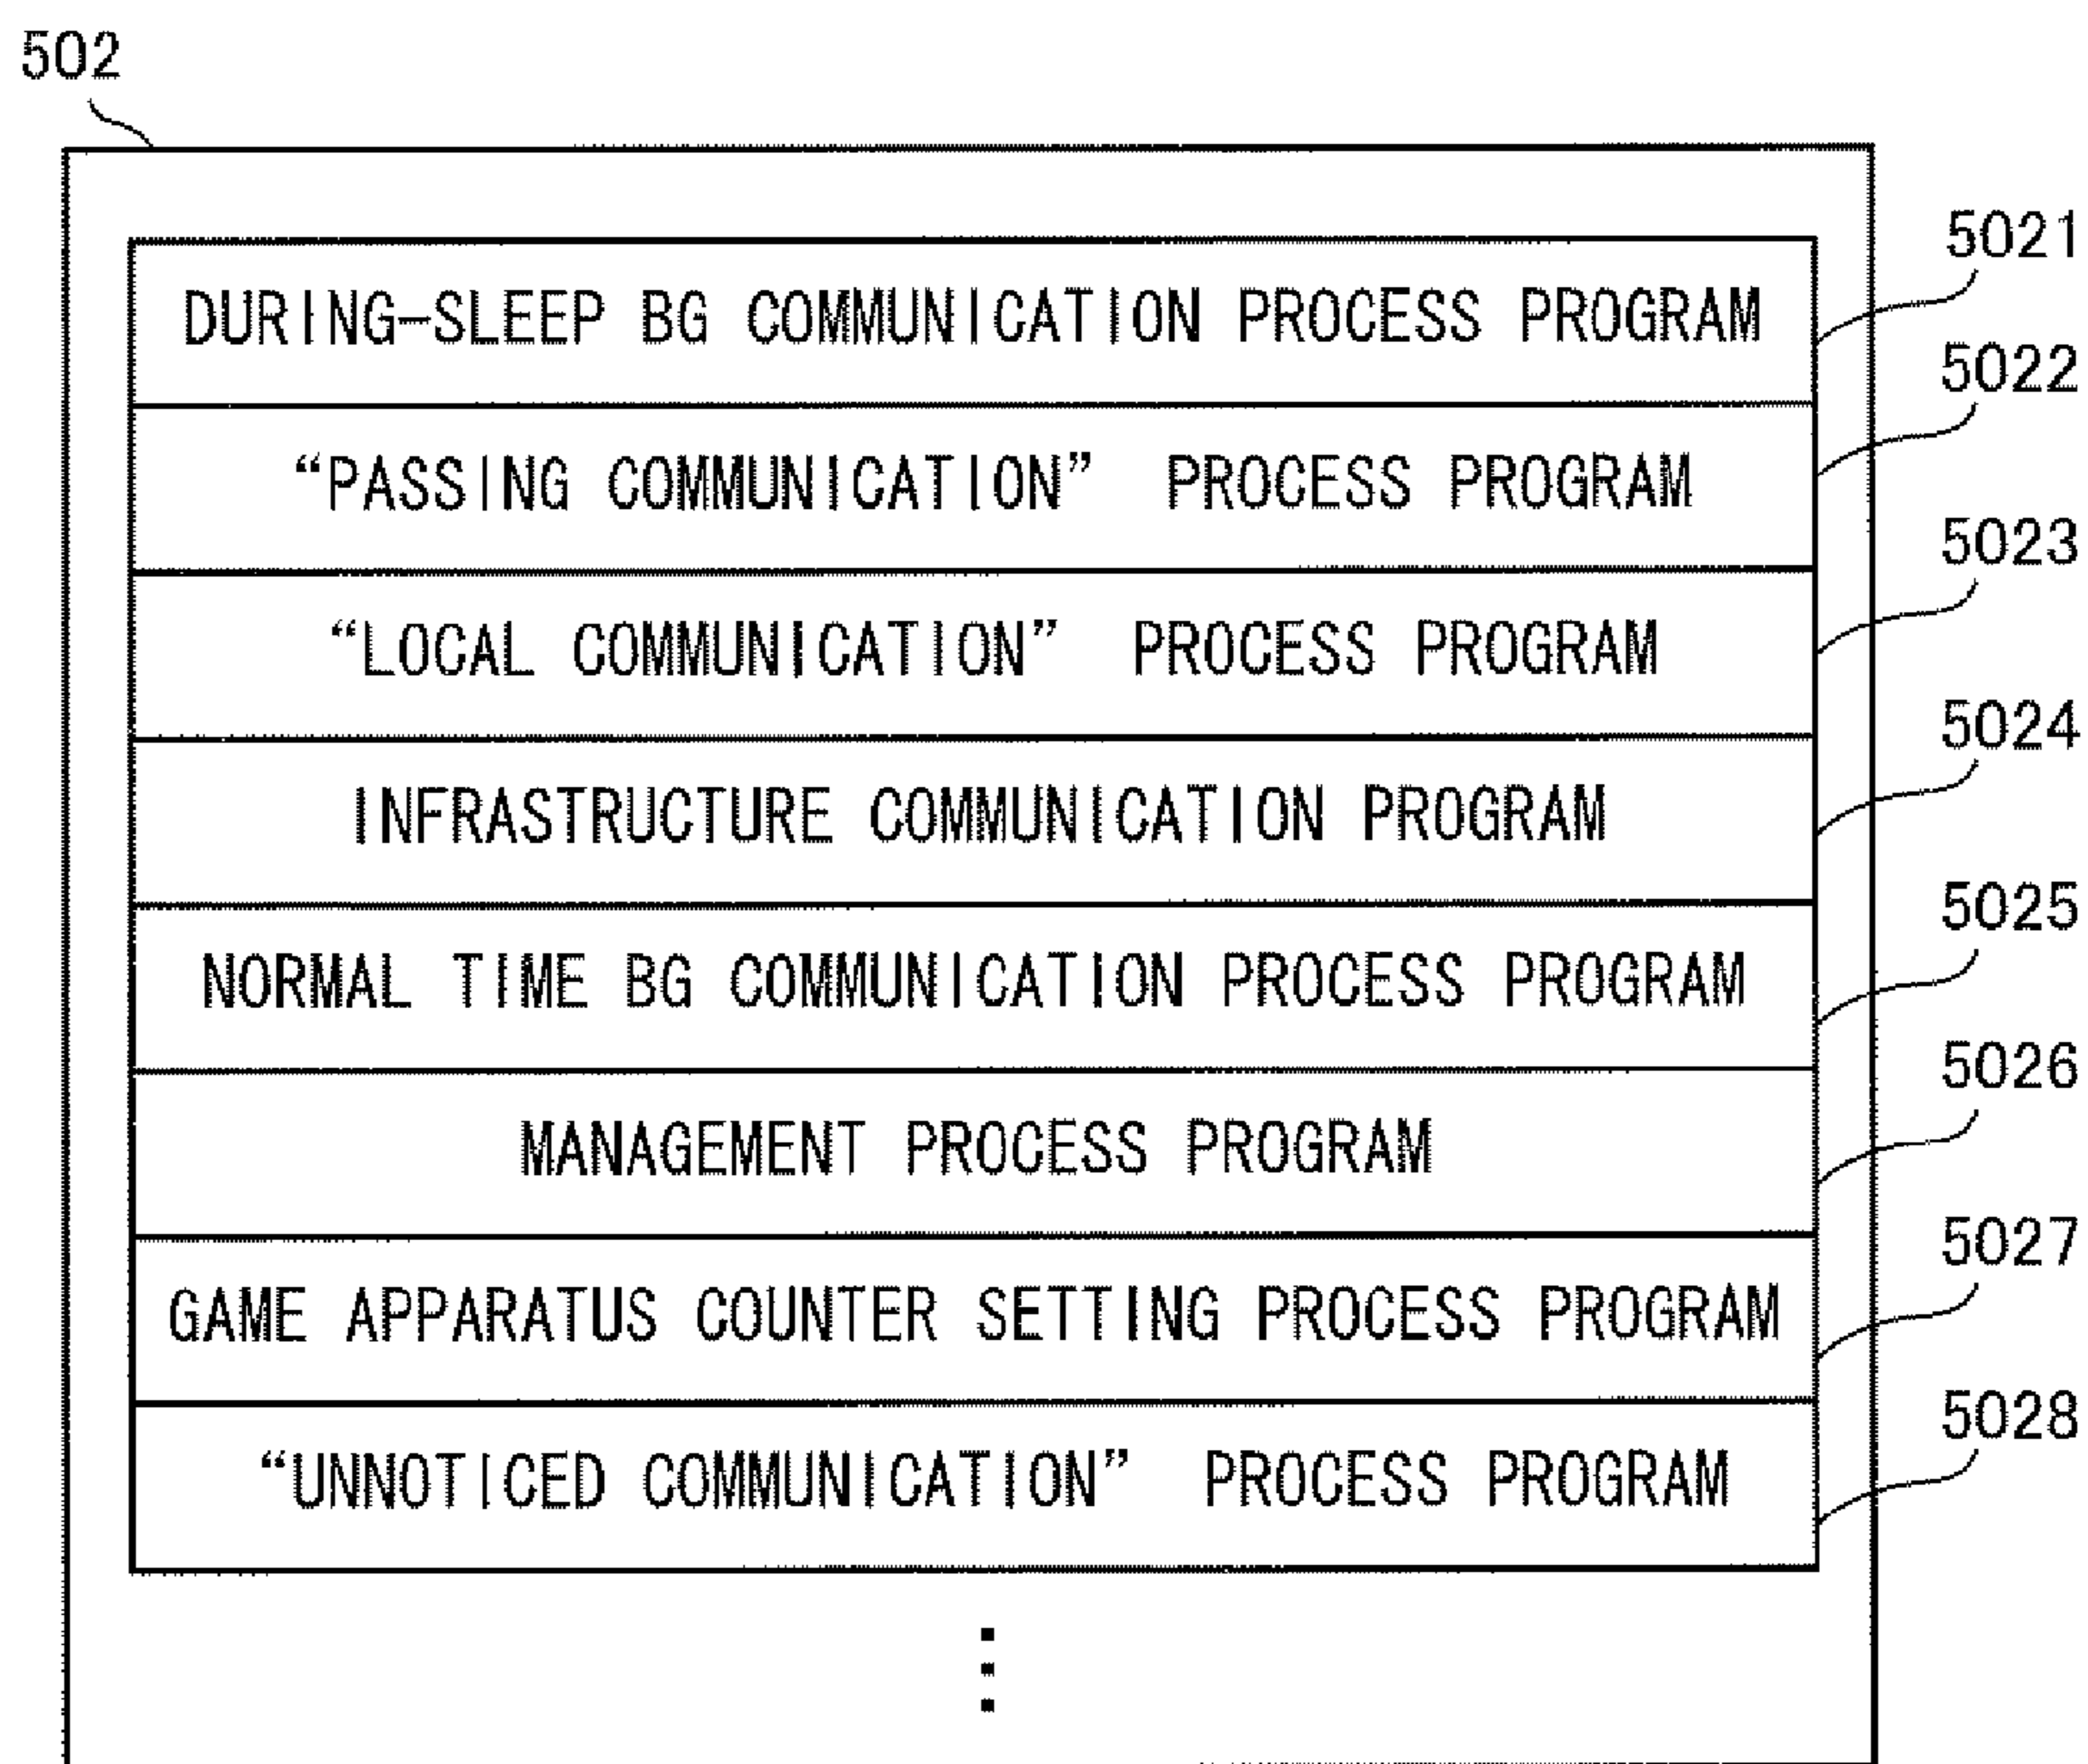 502
DURING-SLEEP BG COMMUNICATION PROCESS PROGRAM
5021
“PASSING COMMUNICATION” PROCESS PROGRAM
5022
“LOCAL COMMUNICATION” PROCESS PROGRAM
5023
INFRASTRUCTURE COMMUNICATION PROGRAM
5024
NORMAL TIME BG COMMUNICATION PROCESS PROGRAM
5025
MANAGEMENT PROCESS PROGRAM
5026
GAME APPARATUS COUNTER SETTING PROCESS PROGRAM
5027
“UNNOTICED COMMUNICATION” PROCESS PROGRAM
5028